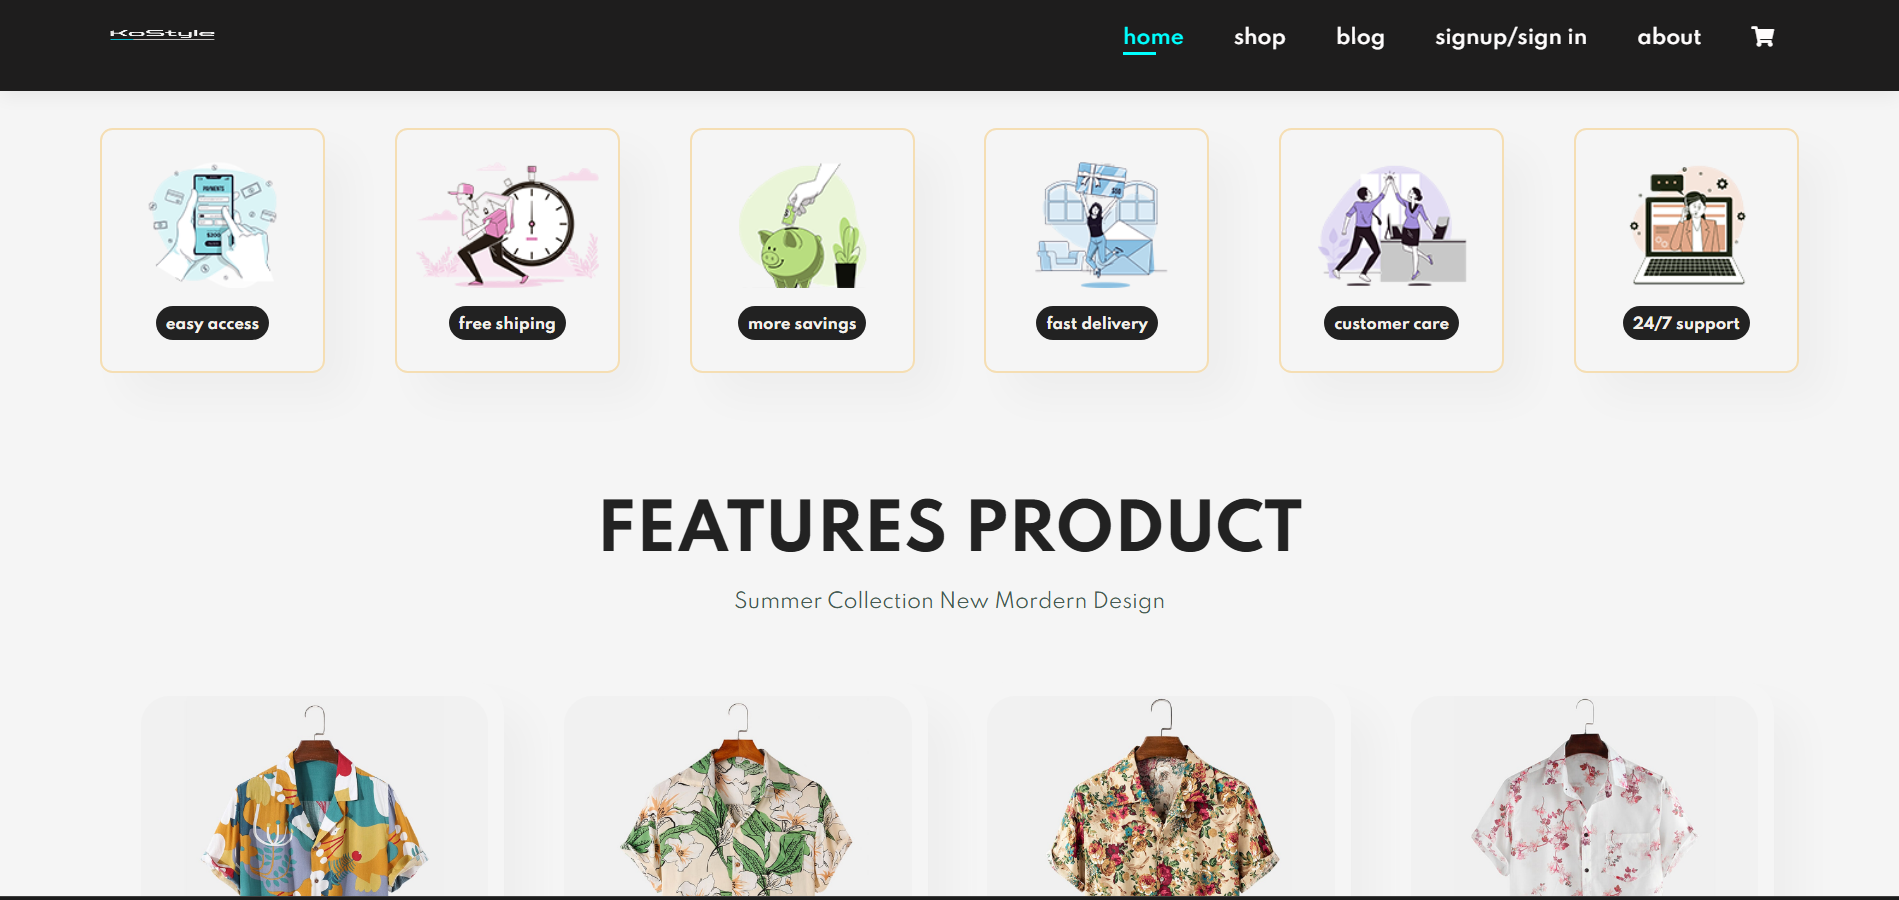 KoStyle
home shop blog signup/sign in about
PAYMENTS
$200
$50
easy access free shiping more savings fast delivery customer care 24/7 support
FEATURES PRODUCT
Summer Collection New Mordern Design